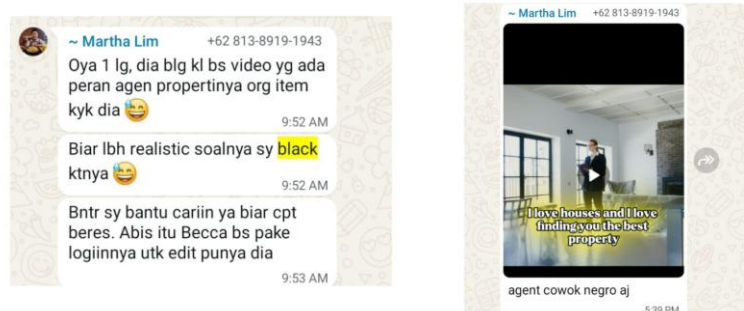 ~ Martha Lim +62 813-8919-1943
Oya 1 lg, dia blg kl bs video yg ada
peran agen propertinya org item
kyk dia 😅
9:52 AM
Biar lbh realistic soalnya sy black
ktnya 😅
9:52 AM
Bntr sy bantu cariin ya biar cpt
beres. Abis itu Becca bs pake
logiinnya utk edit punya dia
9:53 AM
~ Martha Lim +62 813-8919-1943
I love houses and I love
finding you the best
property
agent cowok negro aj
5:39 PM